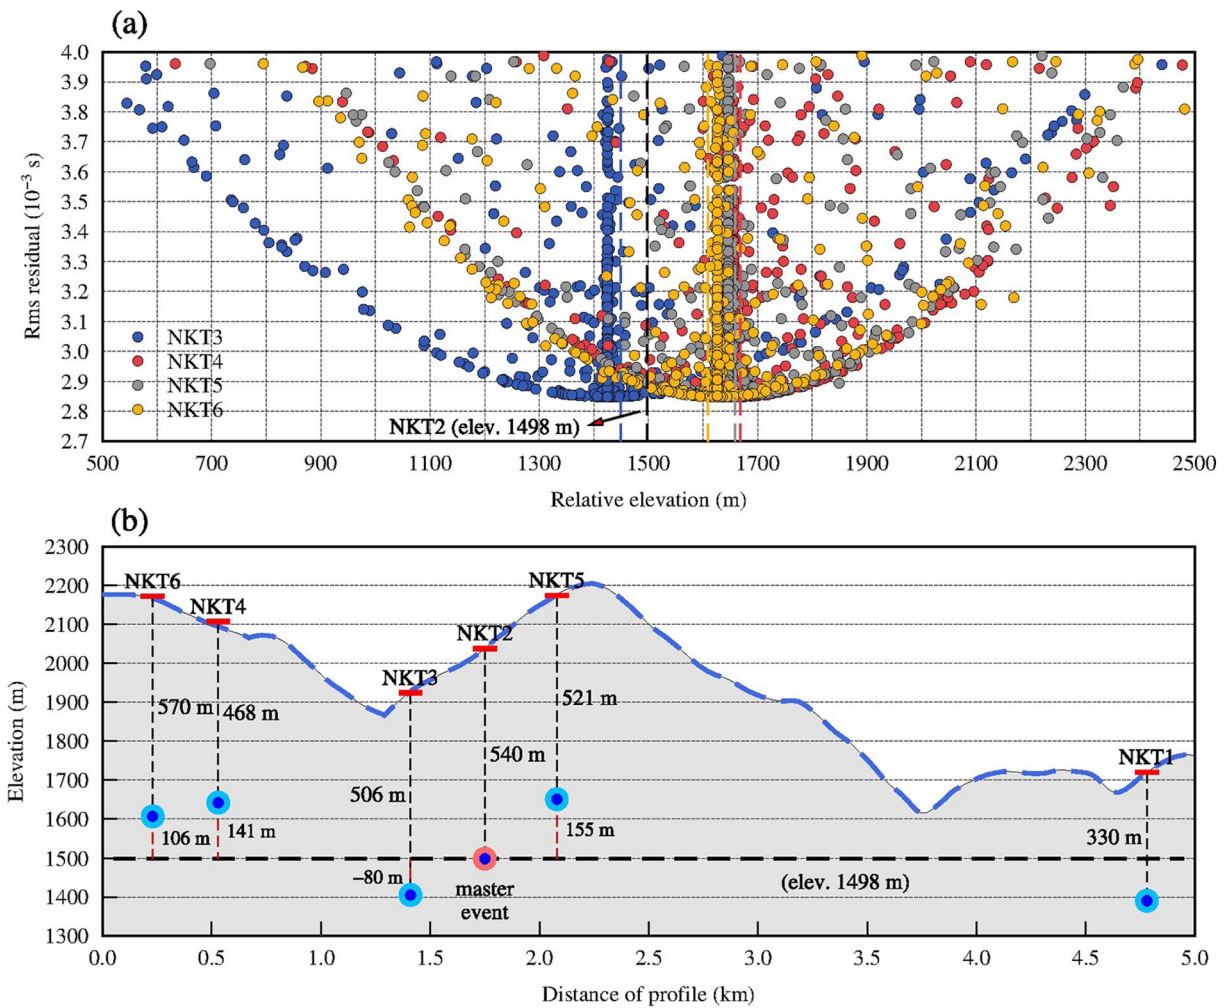 (a)
4.0
3.9
3.8
3.7
3.6
3.5
3.4
3.3
3.2
3.1
3.0
2.9
2.8
2.7
Rms residual (10⁻³ s)
NKT3
NKT4
NKT5
NKT6
NKT2 (elev. 1498 m)
500 700 900 1100 1300 1500 1700 1900 2100 2300 2500
Relative elevation (m)
(b)
2300
2200
2100
2000
1900
1800
1700
1600
1500
1400
1300
Elevation (m)
NKT6
NKT4
NKT3
NKT2
NKT5
NKT1
570 m
468 m
506 m
540 m
521 m
330 m
106 m
141 m
−80 m
155 m
master
event
(elev. 1498 m)
0.0 0.5 1.0 1.5 2.0 2.5 3.0 3.5 4.0 4.5 5.0
Distance of profile (km)